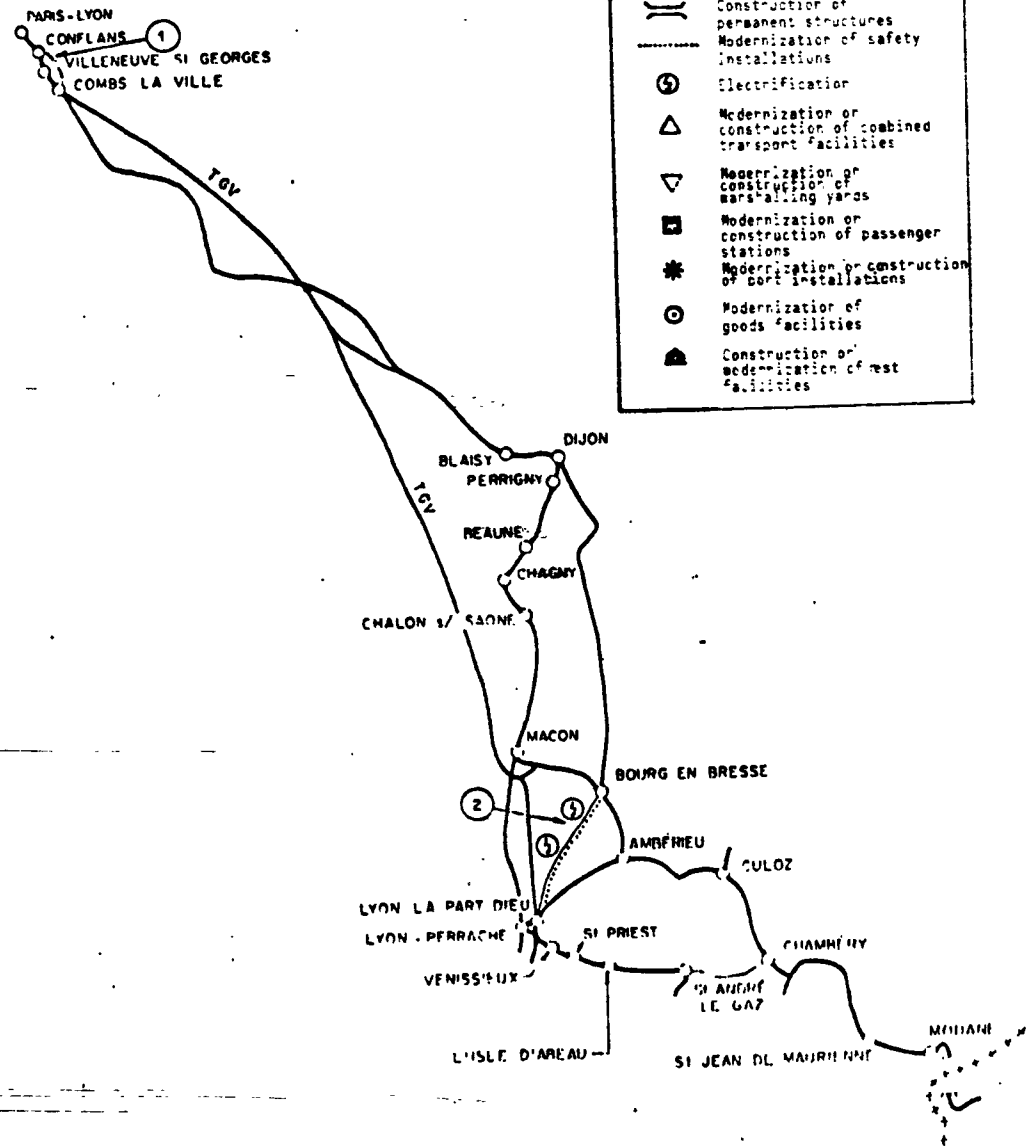 PARIS-LYON
CONFLANS
1
VILLENEUVE St GEORGES
COMBS LA VILLE
TGV
TGV
BLAISY
DIJON
PERRIGNY
BEAUNE
CHAGNY
CHALON s/ SAONE
MACON
BOURG EN BRESSE
2
AMBÉRIEU
CULOZ
LYON LA PART DIEU
LYON - PERRACHE
St PRIEST
CHAMBÉRY
VENISSIEUX
St ANDRÉ
LE GAZ
L'ISLE D'ABEAU
St JEAN DE MAURIENNE
MODANE
Construction of
permanent structures
Modernization of safety
installations
Electrification
Modernization or
construction of combined
transport facilities
Modernization or
construction of
marshalling yards
Modernization or
construction of passenger
stations
Modernization or construction
of port installations
Modernization of
goods facilities
Construction or
modernization of rest
facilities